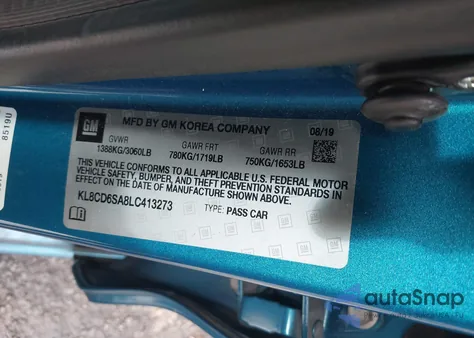 GM
MFD BY GM KOREA COMPANY
08/19
GVWR
GAWR FRT
GAWR RR
1388KG/3060LB
780KG/1719LB
750KG/1653LB
THIS VEHICLE CONFORMS TO ALL APPLICABLE U.S. FEDERAL MOTOR
VEHICLE SAFETY, BUMPER, AND THEFT PREVENTION STANDARDS IN
EFFECT ON THE DATE OF MANUFACTURE SHOWN ABOVE.
KL8CD6SA8LC413273
TYPE: PASS CAR
8519U
autoSnap